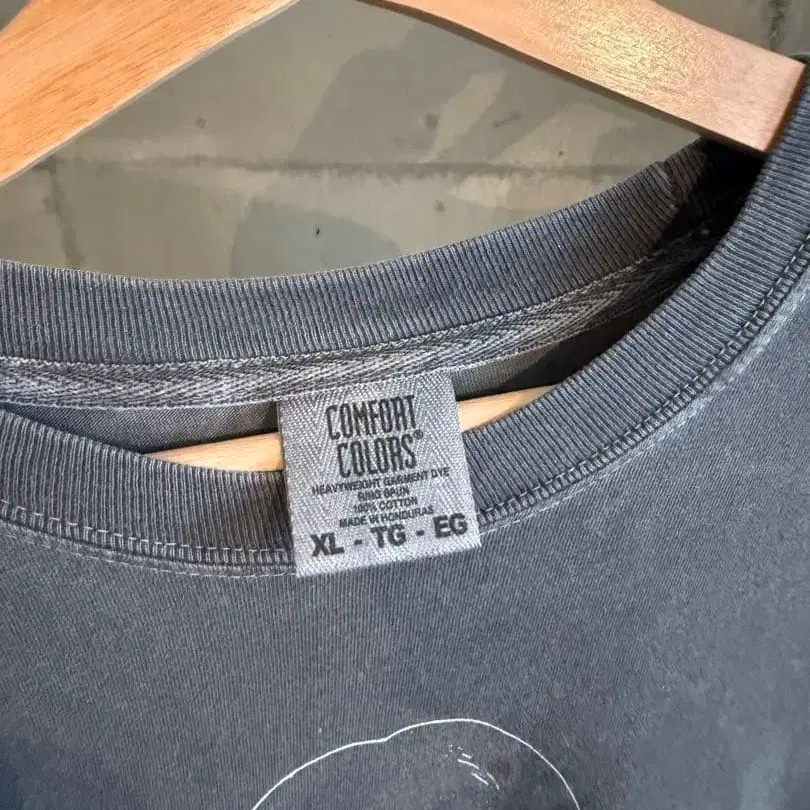 COMFORT
COLORS®
HEAVYWEIGHT GARMENT DYE
RING SPUN
100% COTTON
MADE IN HONDURAS
XL - TG - EG